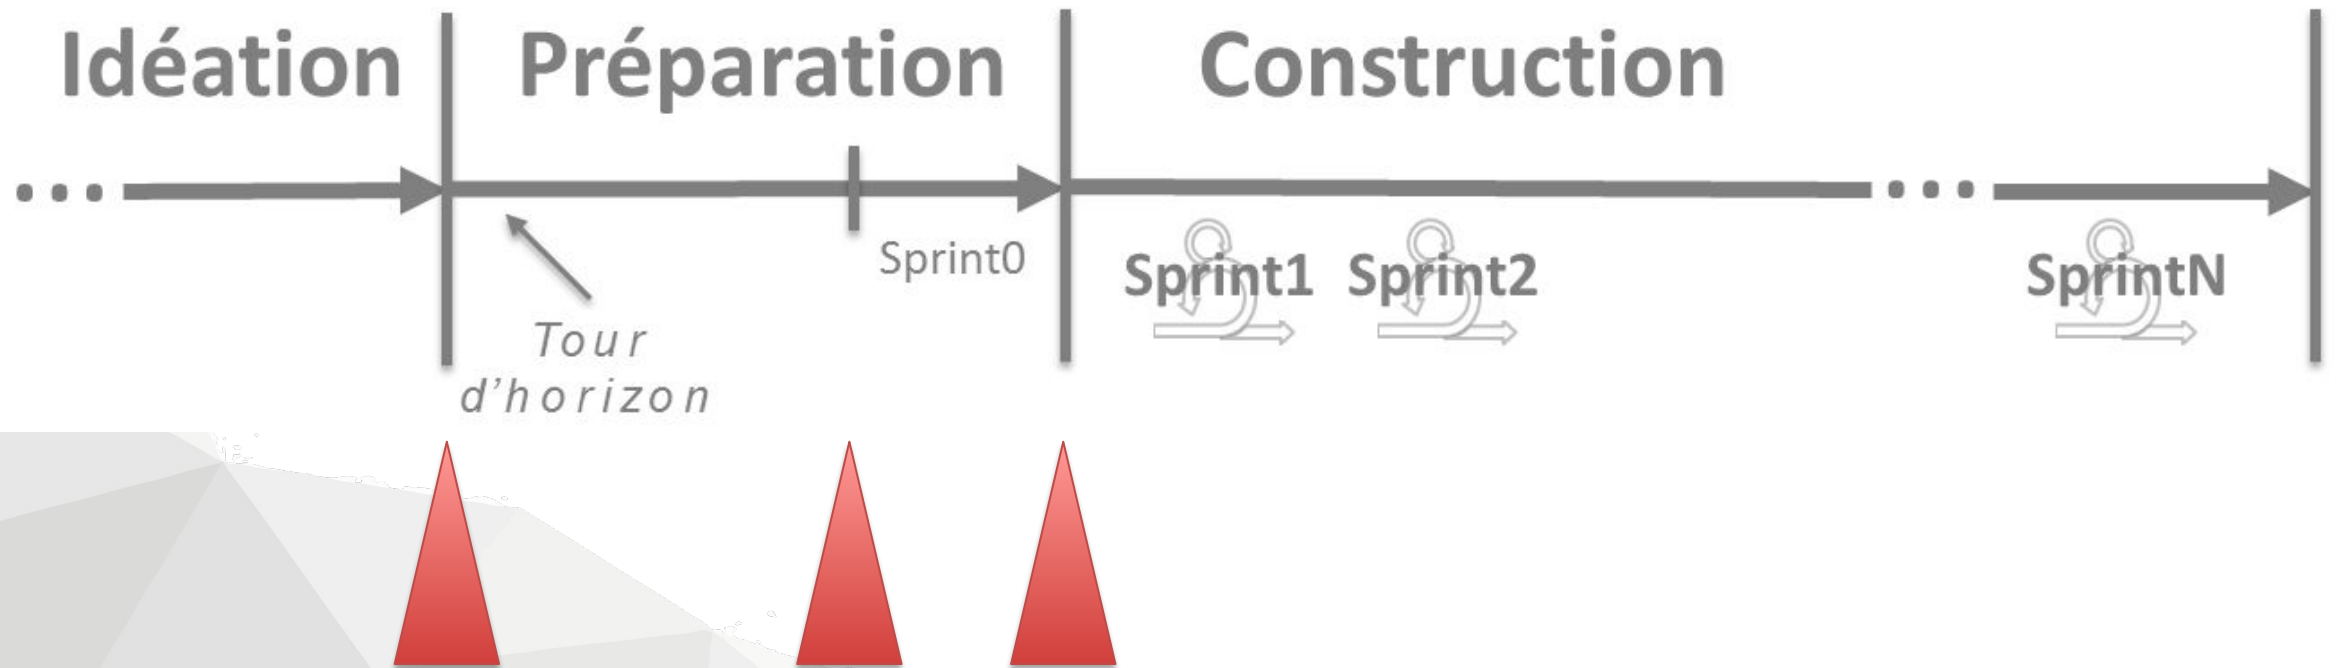 Idéation
Préparation
Construction
Sprint0
Sprint1
Sprint2
SprintN
Tour
d'horizon